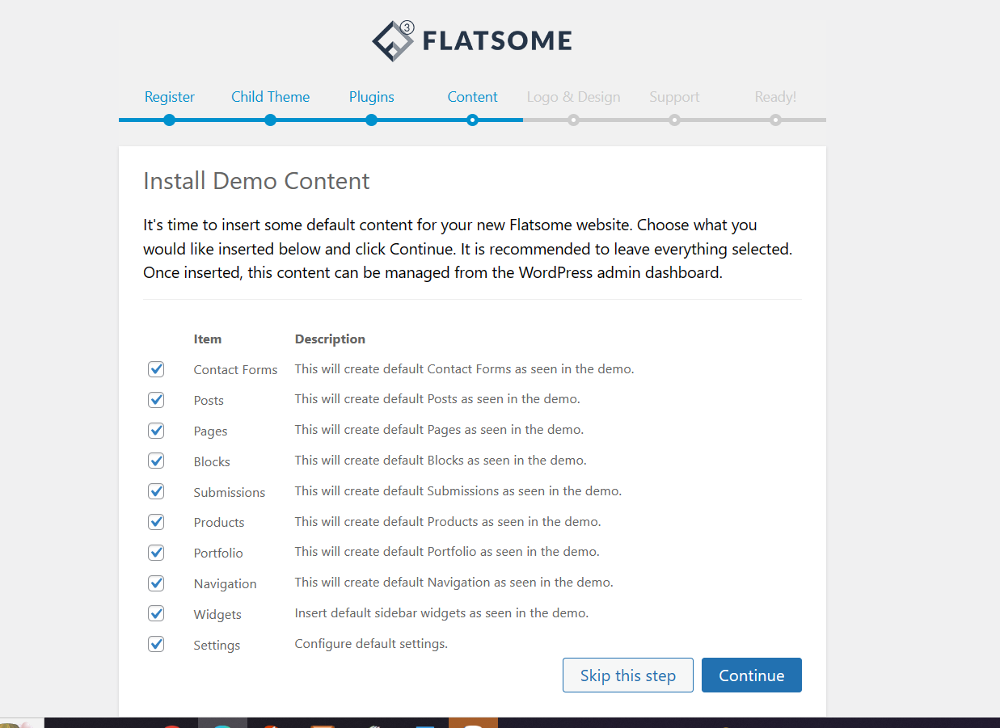 3
FLATSOME
Register Child Theme Plugins Content Logo & Design Support Ready!
Install Demo Content
It's time to insert some default content for your new Flatsome website. Choose what you
would like inserted below and click Continue. It is recommended to leave everything selected.
Once inserted, this content can be managed from the WordPress admin dashboard.
Item Description
Contact Forms This will create default Contact Forms as seen in the demo.
Posts This will create default Posts as seen in the demo.
Pages This will create default Pages as seen in the demo.
Blocks This will create default Blocks as seen in the demo.
Submissions This will create default Submissions as seen in the demo.
Products This will create default Products as seen in the demo.
Portfolio This will create default Portfolio as seen in the demo.
Navigation This will create default Navigation as seen in the demo.
Widgets Insert default sidebar widgets as seen in the demo.
Settings Configure default settings.
Skip this step Continue